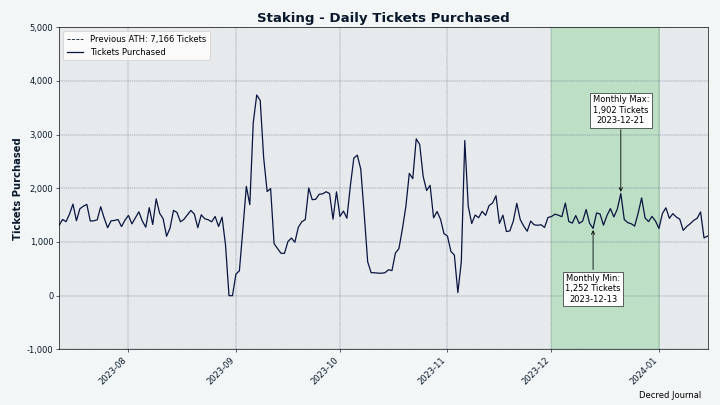 Staking - Daily Tickets Purchased
Previous ATH: 7,166 Tickets
Tickets Purchased
Tickets Purchased
5,000
4,000
3,000
2,000
1,000
0
-1,000
Monthly Max:
1,902 Tickets
2023-12-21
Monthly Min:
1,252 Tickets
2023-12-13
2023-08
2023-09
2023-10
2023-11
2023-12
2024-01
Decred Journal